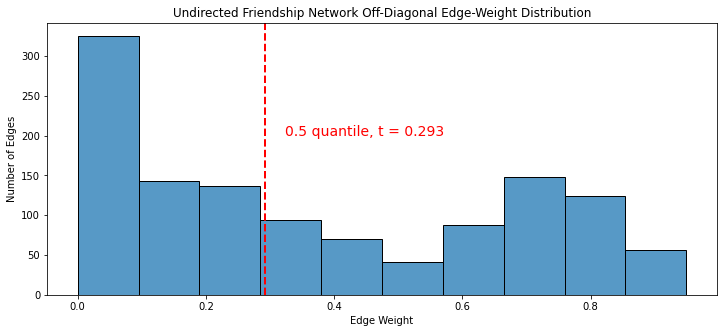 Undirected Friendship Network Off-Diagonal Edge-Weight Distribution
300
250
200
150
100
50
0
Number of Edges
0.5 quantile, t = 0.293
0.0 0.2 0.4 0.6 0.8
Edge Weight